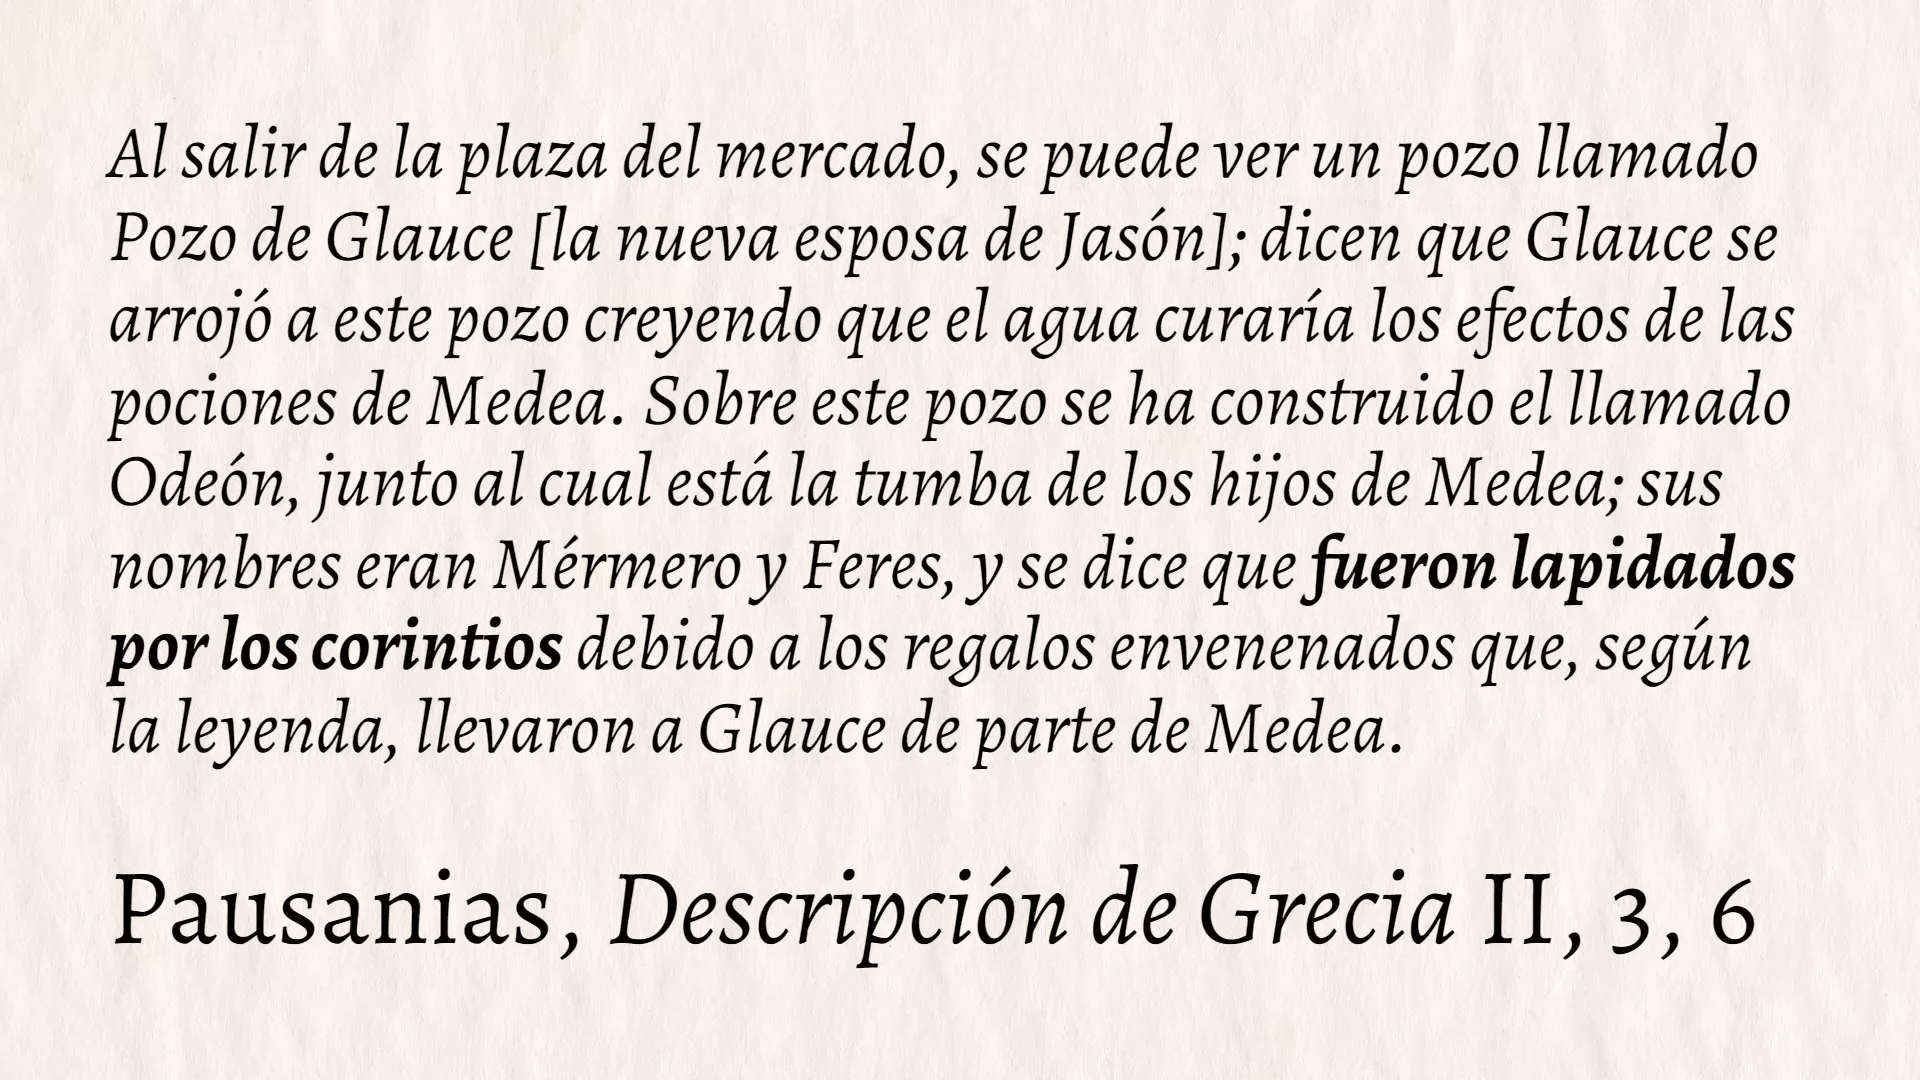 Al salir de la plaza del mercado, se puede ver un pozo llamado
Pozo de Glauce [la nueva esposa de Jasón]; dicen que Glauce se
arrojó a este pozo creyendo que el agua curaría los efectos de las
pociones de Medea. Sobre este pozo se ha construido el llamado
Odeón, junto al cual está la tumba de los hijos de Medea; sus
nombres eran Mérmero y Feres, y se dice que fueron lapidados
por los corintios debido a los regalos envenenados que, según
la leyenda, llevaron a Glauce de parte de Medea.
Pausanias, Descripción de Grecia II, 3, 6